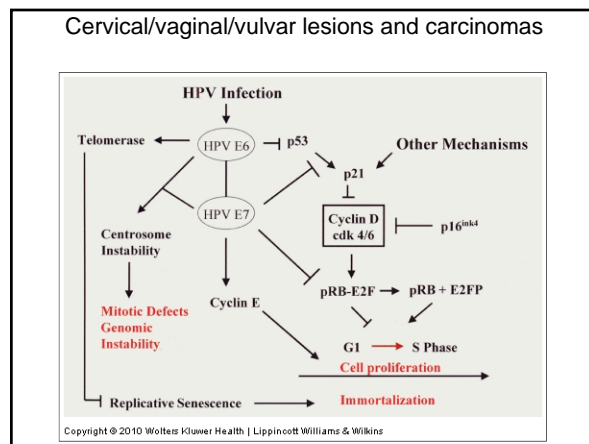 Cervical/vaginal/vulvar lesions and carcinomas
HPV Infection
Telomerase
HPV E6
p53
Other Mechanisms
p21
HPV E7
Cyclin D
cdk 4/6
p16ink4
Centrosome
Instability
Cyclin E
pRB-E2F
pRB + E2FP
Mitotic Defects
Genomic
Instability
G1
S Phase
Cell proliferation
Replicative Senescence
Immortalization
Copyright © 2010 Wolters Kluwer Health | Lippincott Williams & Wilkins